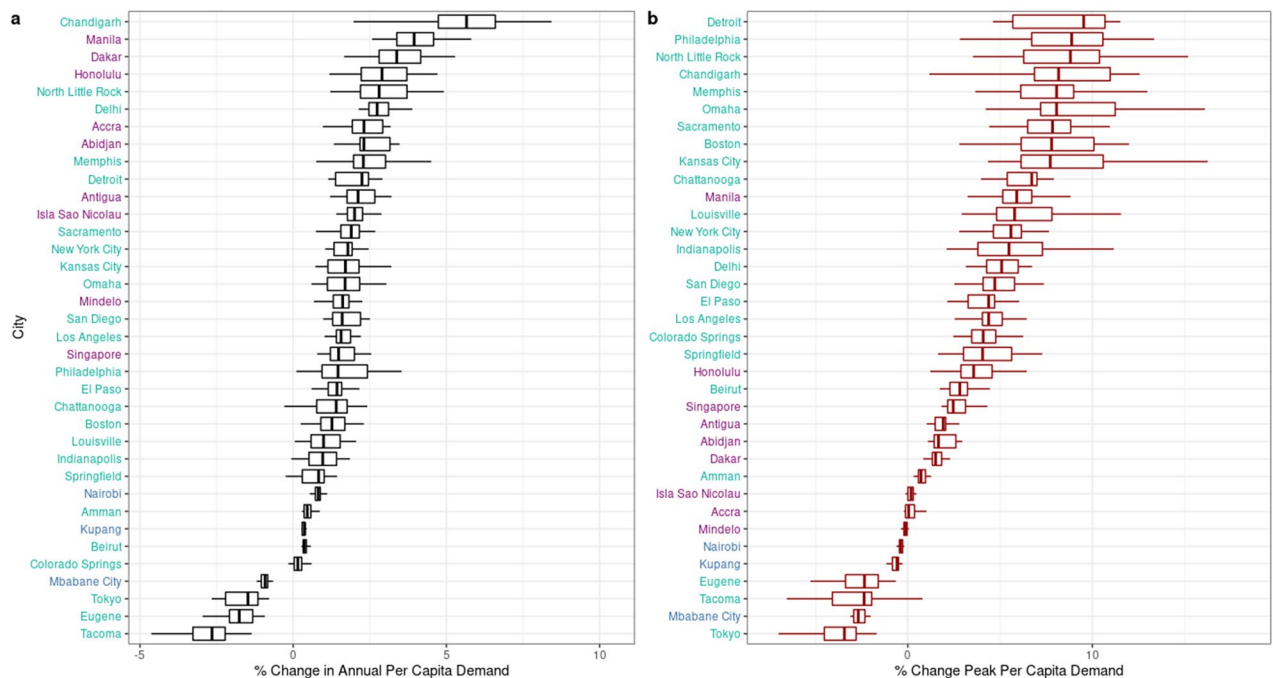 a
Chandigarh
Manila
Dakar
Honolulu
North Little Rock
Delhi
Accra
Abidjan
Memphis
Detroit
Antigua
Isla Sao Nicolau
Sacramento
New York City
Kansas City
Omaha
Mindelo
San Diego
Los Angeles
Singapore
Philadelphia
El Paso
Chattanooga
Boston
Louisville
Indianapolis
Springfield
Nairobi
Amman
Kupang
Beirut
Colorado Springs
Mbabane City
Tokyo
Eugene
Tacoma
City
-5 0 5 10
% Change in Annual Per Capita Demand
b
Detroit
Philadelphia
North Little Rock
Chandigarh
Memphis
Omaha
Sacramento
Boston
Kansas City
Chattanooga
Manila
Louisville
New York City
Indianapolis
Delhi
San Diego
El Paso
Los Angeles
Colorado Springs
Springfield
Honolulu
Beirut
Singapore
Antigua
Abidjan
Dakar
Amman
Isla Sao Nicolau
Accra
Mindelo
Nairobi
Kupang
Eugene
Tacoma
Mbabane City
Tokyo
0 10
% Change Peak Per Capita Demand